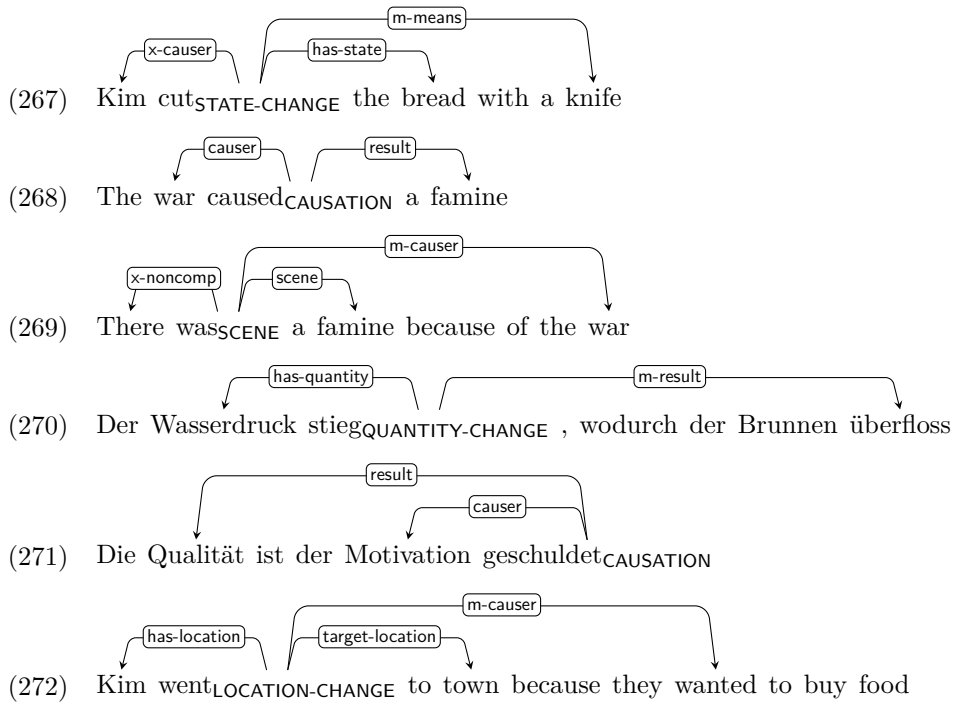 m-means
x-causer has-state
(267) Kim cutSTATE-CHANGE the bread with a knife
causer result
(268) The war causedCAUSATION a famine
m-causer
x-noncomp scene
(269) There wasSCENE a famine because of the war
has-quantity m-result
(270) Der Wasserdruck stiegQUANTITY-CHANGE , wodurch der Brunnen überfloss
result
causer
(271) Die Qualität ist der Motivation geschuldetCAUSATION
m-causer
has-location target-location
(272) Kim wentLOCATION-CHANGE to town because they wanted to buy food